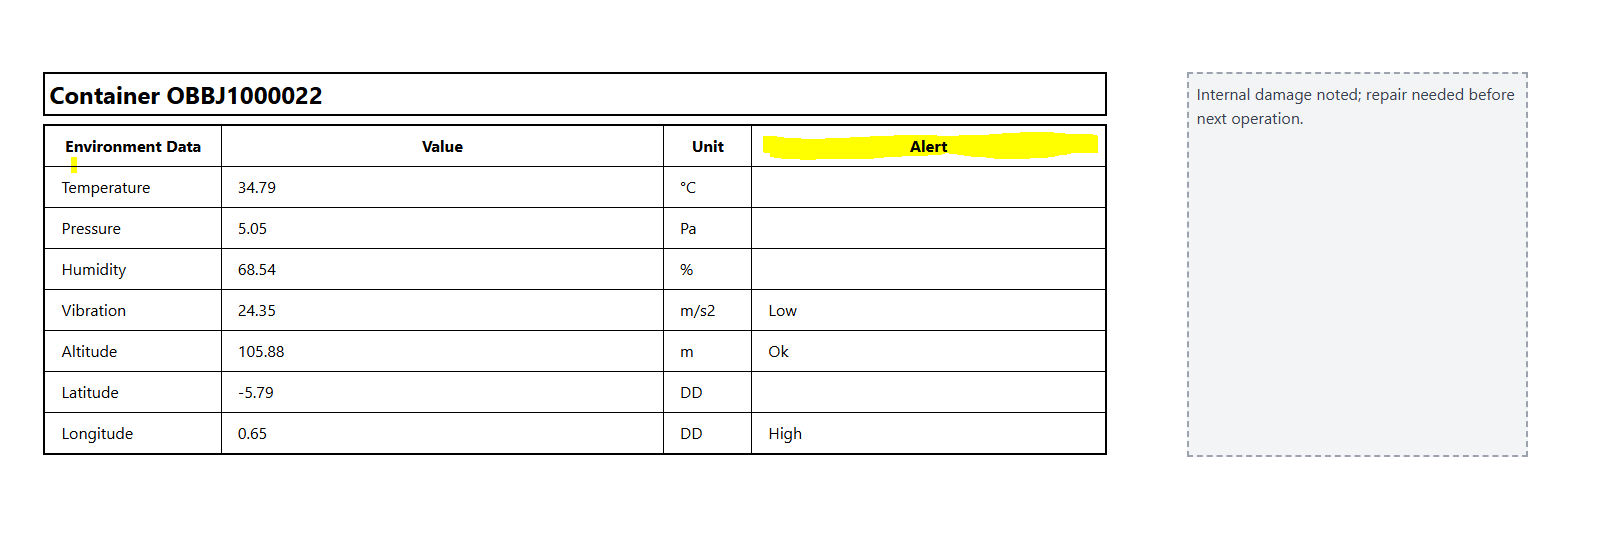 Container OBBJ1000022
Environment Data Value Unit Alert
Temperature 34.79 °C
Pressure 5.05 Pa
Humidity 68.54 %
Vibration 24.35 m/s2 Low
Altitude 105.88 m Ok
Latitude -5.79 DD
Longitude 0.65 DD High
Internal damage noted; repair needed before
next operation.